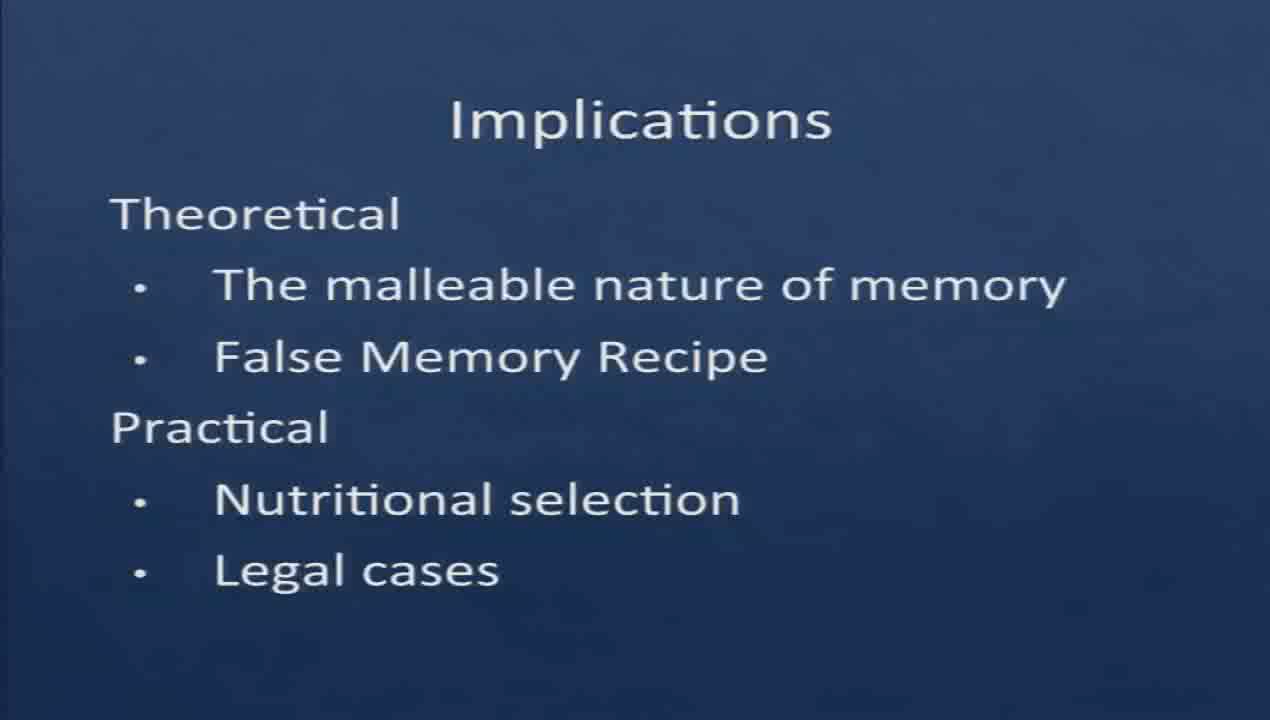 Implications
Theoretical
• The malleable nature of memory
• False Memory Recipe
Practical
• Nutritional selection
• Legal cases